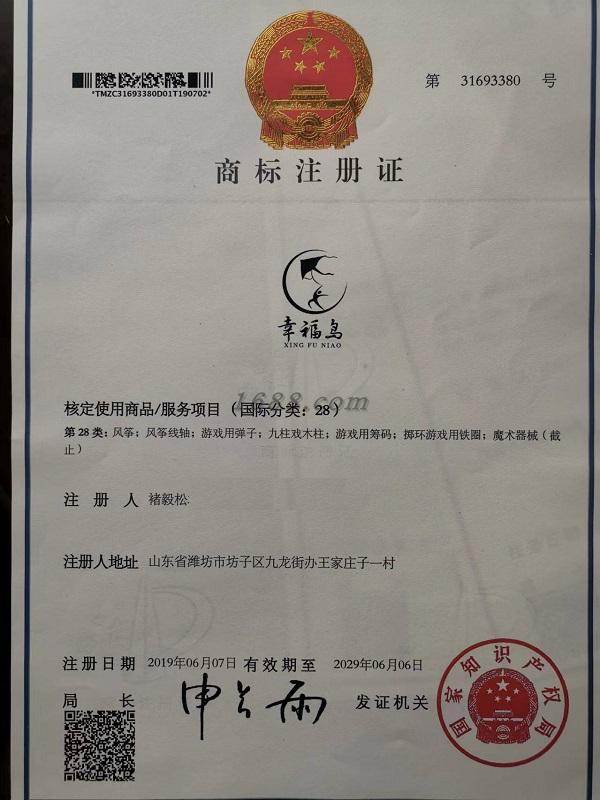 *TMZC31693380D01T190702*
第 31693380 号
商标注册证
幸福鸟
XING FU NIAO
1688.com
核定使用商品/服务项目（国际分类：28）
第28类：风筝；风筝线轴；游戏用弹子；九柱戏木柱；游戏用筹码；掷环游戏用铁圈；魔术器械（截
止）
注册人 褚毅松
注册人地址 山东省潍坊市坊子区九龙街办王家庄子一村
注册日期 2019年06月07日 有效期至 2029年06月06日
局长 申长雨 发证机关
国家知识产权局